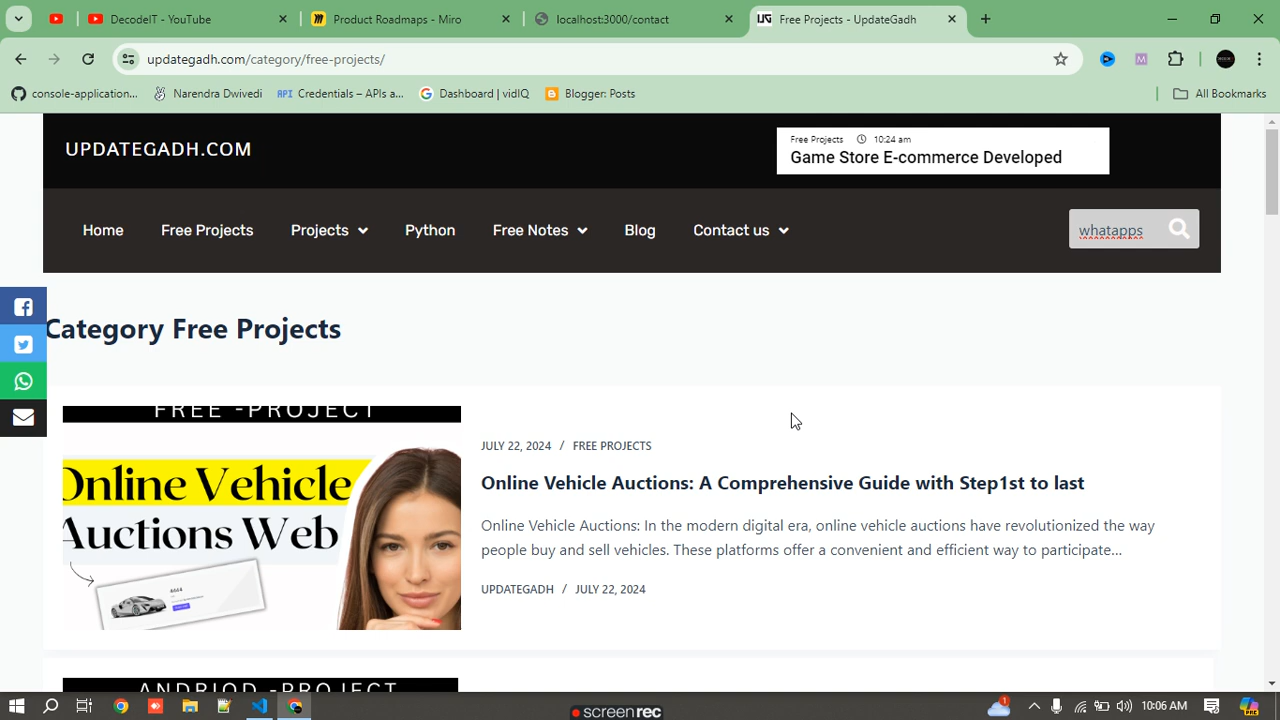 DecodeIT - YouTube
Product Roadmaps - Miro
localhost:3000/contact
Free Projects - UpdateGadh
updategadh.com/category/free-projects/
console-application...
Narendra Dwivedi
API Credentials – APIs a...
Dashboard | vidIQ
Blogger: Posts
All Bookmarks
UPDATEGADH.COM
Free Projects 10:24 am
Game Store E-commerce Developed
Home
Free Projects
Projects
Python
Free Notes
Blog
Contact us
whatapps
Category Free Projects
FREE -PROJECT
Online Vehicle
Auctions Web
JULY 22, 2024 / FREE PROJECTS
Online Vehicle Auctions: A Comprehensive Guide with Step1st to last
Online Vehicle Auctions: In the modern digital era, online vehicle auctions have revolutionized the way
people buy and sell vehicles. These platforms offer a convenient and efficient way to participate...
UPDATEGADH / JULY 22, 2024
ANDRIOD -PROJECT
1
10:06 AM
PRE
screenrec